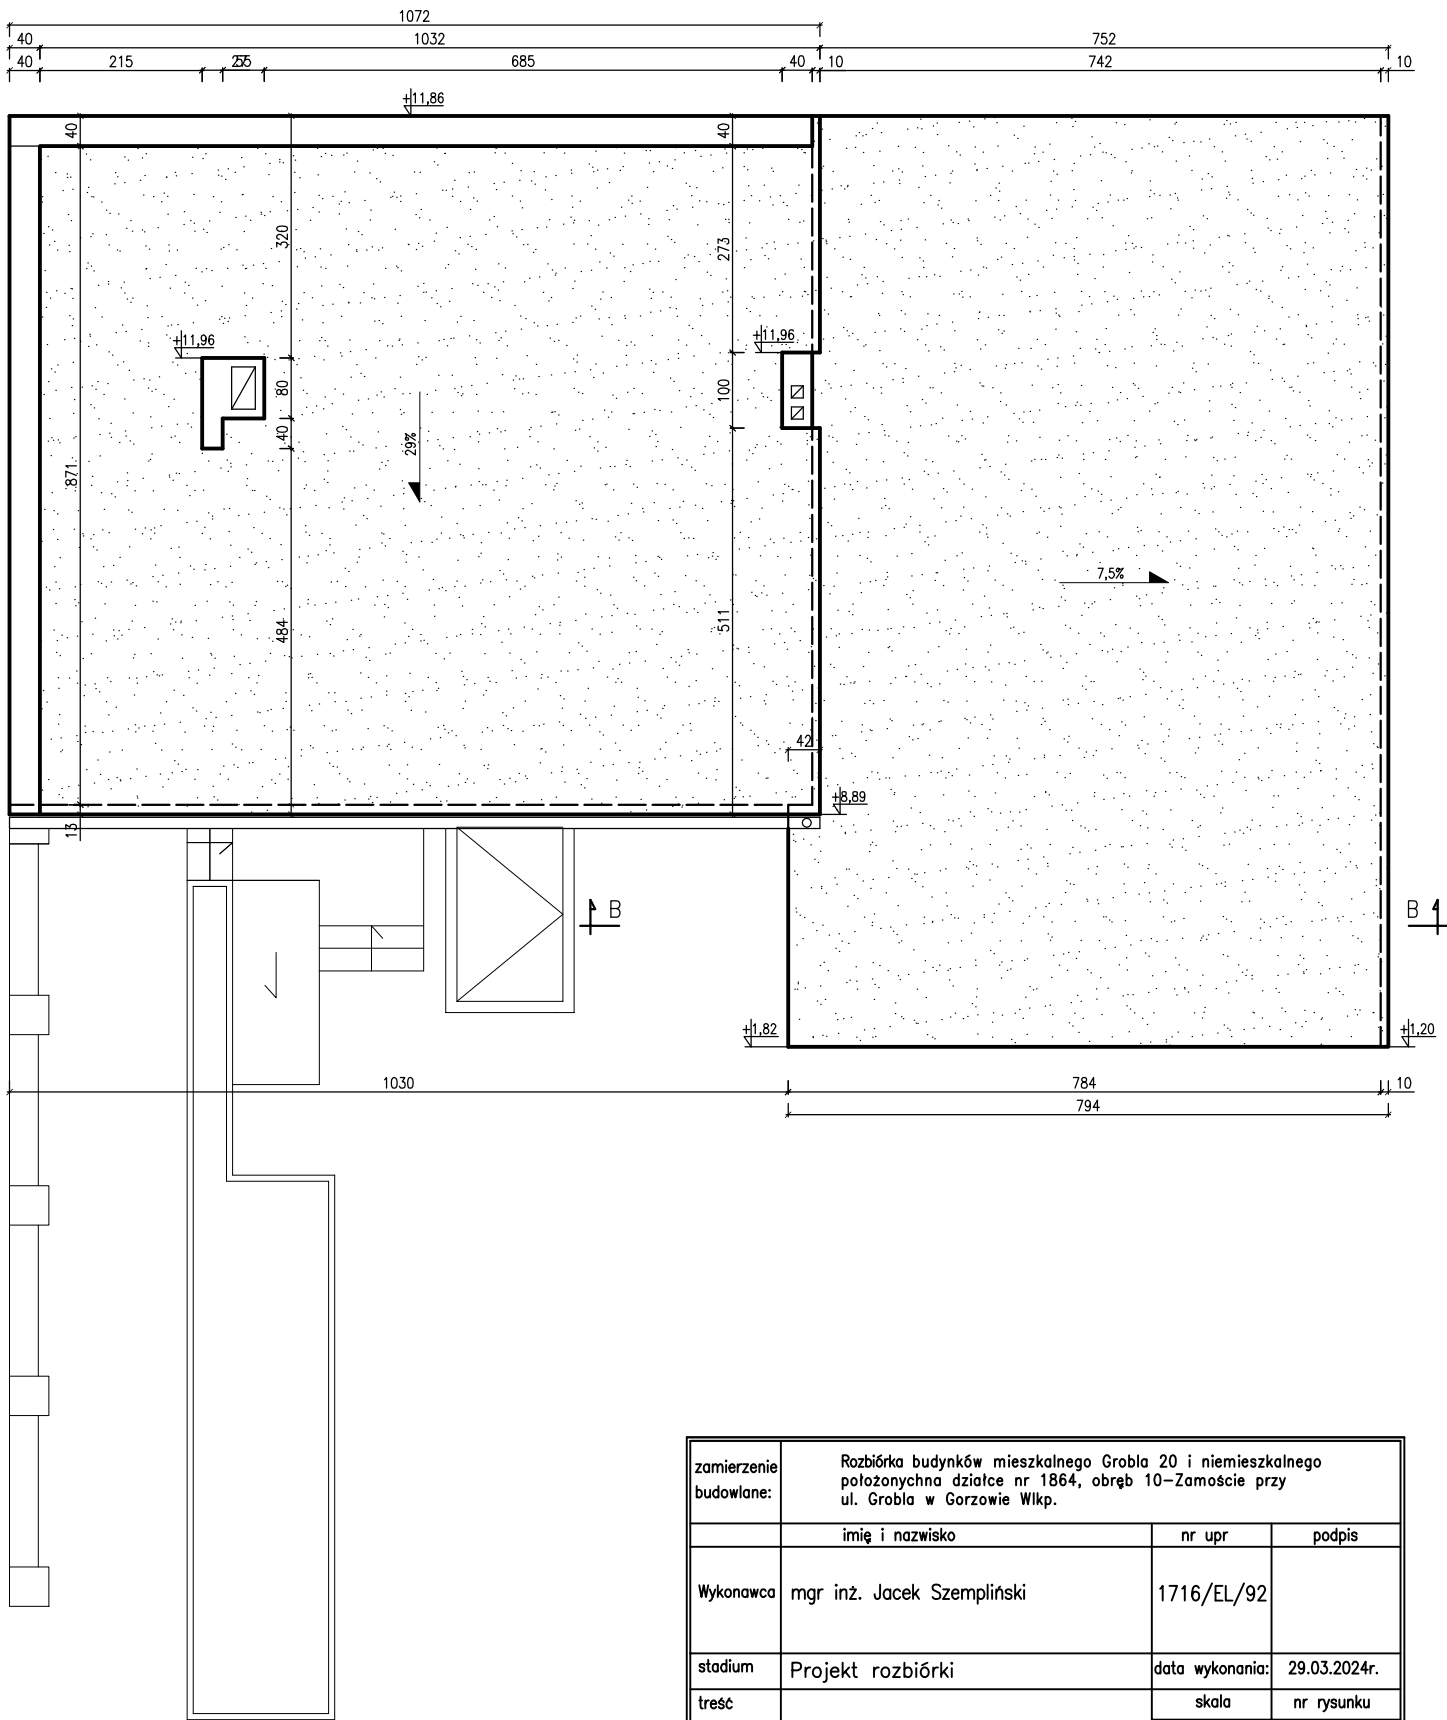 1072
40 1032 752
40 215 27 55 685 40 10 742 10
+11,86
40 40
320 273
+11,96 +11,96
80 100
40
29%
871
7,5%
484 511
42
+8,89
13
B B
+1,82 +1,20
1030 784 10
794
zamierzenie budowlane:
Rozbiórka budynków mieszkalnego Grobla 20 i niemieszkalnego
położonychna działce nr 1864, obręb 10-Zamoście przy
ul. Grobla w Gorzowie Wlkp.
imię i nazwisko nr upr podpis
Wykonawca mgr inż. Jacek Szempliński 1716/EL/92
stadium Projekt rozbiórki data wykonania: 29.03.2024r.
treść skala nr rysunku